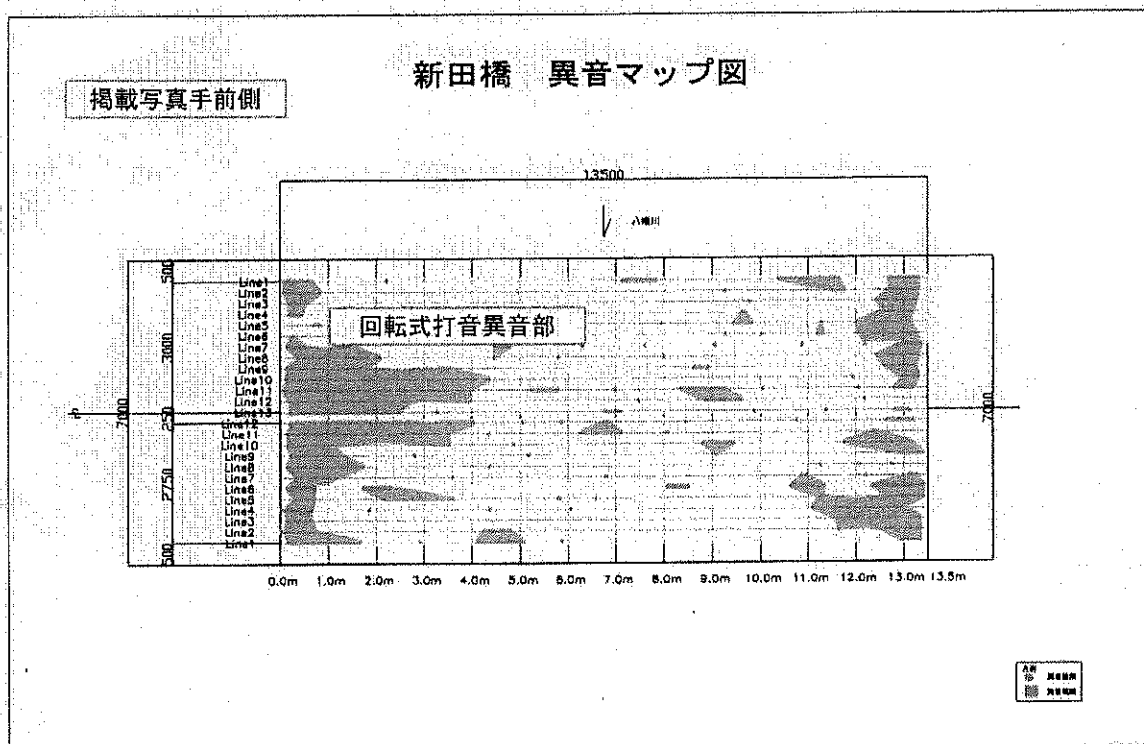 新田橋 異音マップ図
掲載写真手前側
13500
500
Line1
Line2
Line3
Line4
Line5
Line6
Line7
Line8
Line9
Line10
Line11
Line12
Line13
Line12
Line11
Line10
Line9
Line8
Line7
Line6
Line5
Line4
Line3
Line2
Line1
回転式打音異音部
3000
250
2750
500
7000
7000
0.0m 1.0m 2.0m 3.0m 4.0m 5.0m 6.0m 7.0m 8.0m 9.0m 10.0m 11.0m 12.0m 13.0m 13.5m